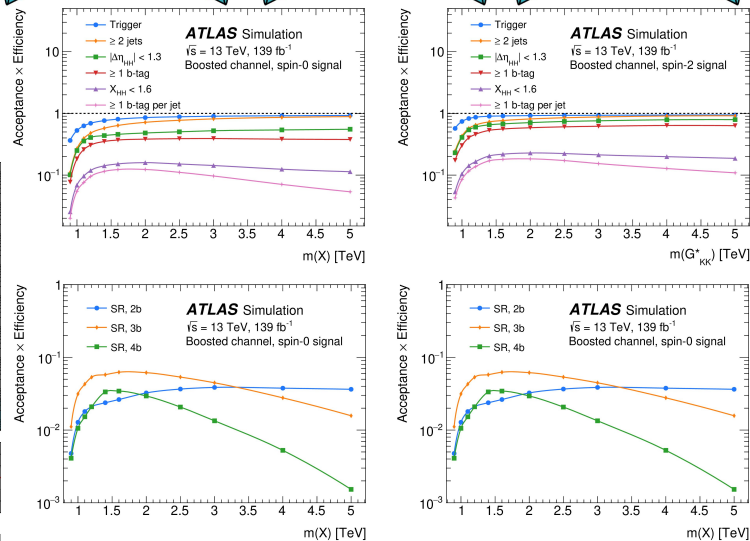 Acceptance × Efficiency
10
1
10⁻¹
Trigger
≥ 2 jets
|Δη_HH| < 1.3
≥ 1 b-tag
X_HH < 1.6
≥ 1 b-tag per jet
ATLAS Simulation
√s = 13 TeV, 139 fb⁻¹
Boosted channel, spin-0 signal
1 1.5 2 2.5 3 3.5 4 4.5 5
m(X) [TeV]
Acceptance × Efficiency
10
1
10⁻¹
Trigger
≥ 2 jets
|Δη_HH| < 1.3
≥ 1 b-tag
X_HH < 1.6
≥ 1 b-tag per jet
ATLAS Simulation
√s = 13 TeV, 139 fb⁻¹
Boosted channel, spin-2 signal
1 1.5 2 2.5 3 3.5 4 4.5 5
m(G*_KK) [TeV]
Acceptance × Efficiency
1
10⁻¹
10⁻²
10⁻³
SR, 2b
SR, 3b
SR, 4b
ATLAS Simulation
√s = 13 TeV, 139 fb⁻¹
Boosted channel, spin-0 signal
1 1.5 2 2.5 3 3.5 4 4.5 5
m(X) [TeV]
Acceptance × Efficiency
1
10⁻¹
10⁻²
10⁻³
SR, 2b
SR, 3b
SR, 4b
ATLAS Simulation
√s = 13 TeV, 139 fb⁻¹
Boosted channel, spin-0 signal
1 1.5 2 2.5 3 3.5 4 4.5 5
m(X) [TeV]